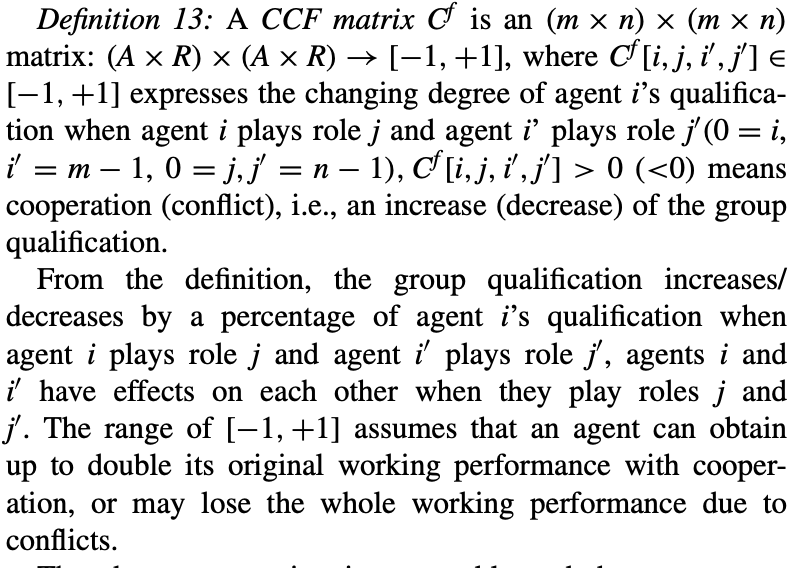 Definition 13: A CCF matrix Cᶠ is an (m × n) × (m × n)
matrix: (A × R) × (A × R) → [−1, +1], where Cᶠ[i, j, i′, j′] ∈
[−1, +1] expresses the changing degree of agent i's qualifica-
tion when agent i plays role j and agent i' plays role j′(0 = i,
i′ = m − 1, 0 = j, j′ = n − 1), Cᶠ[i, j, i′, j′] > 0 (<0) means
cooperation (conflict), i.e., an increase (decrease) of the group
qualification.
From the definition, the group qualification increases/
decreases by a percentage of agent i's qualification when
agent i plays role j and agent i′ plays role j′, agents i and
i′ have effects on each other when they play roles j and
j′. The range of [−1, +1] assumes that an agent can obtain
up to double its original working performance with cooper-
ation, or may lose the whole working performance due to
conflicts.